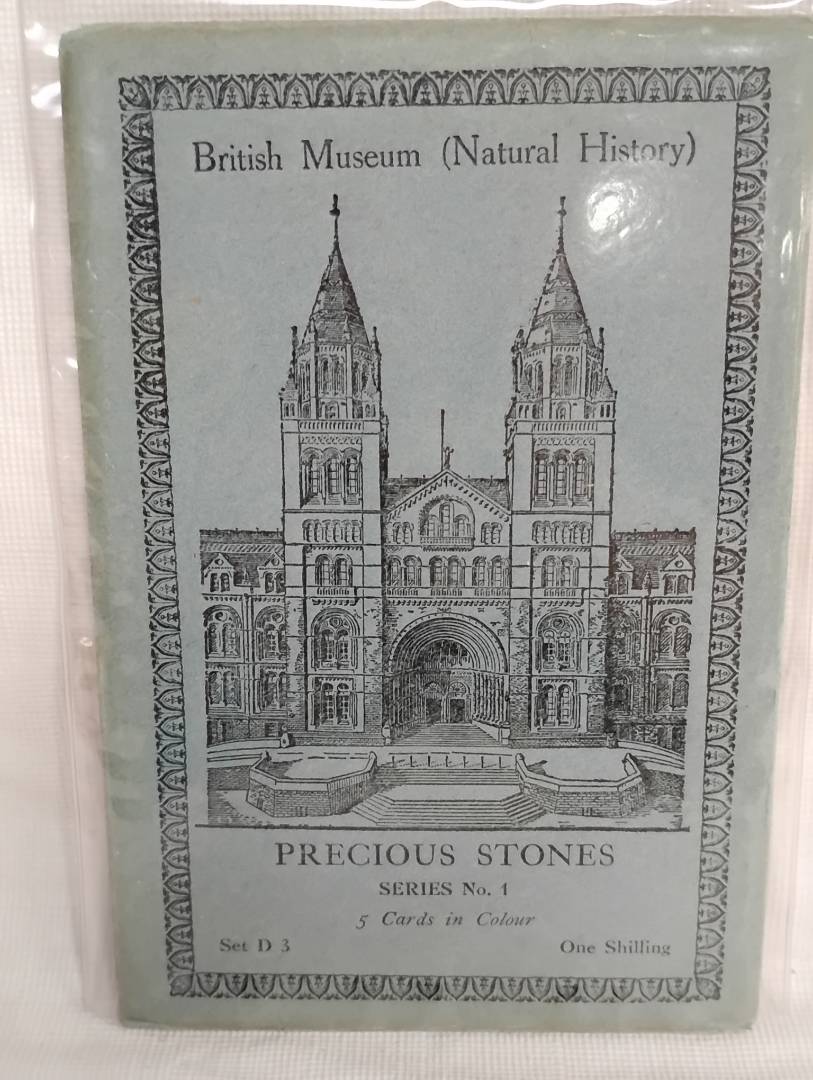 British Museum (Natural History)
PRECIOUS STONES
SERIES No. 1
5 Cards in Colour
Set D 3
One Shilling